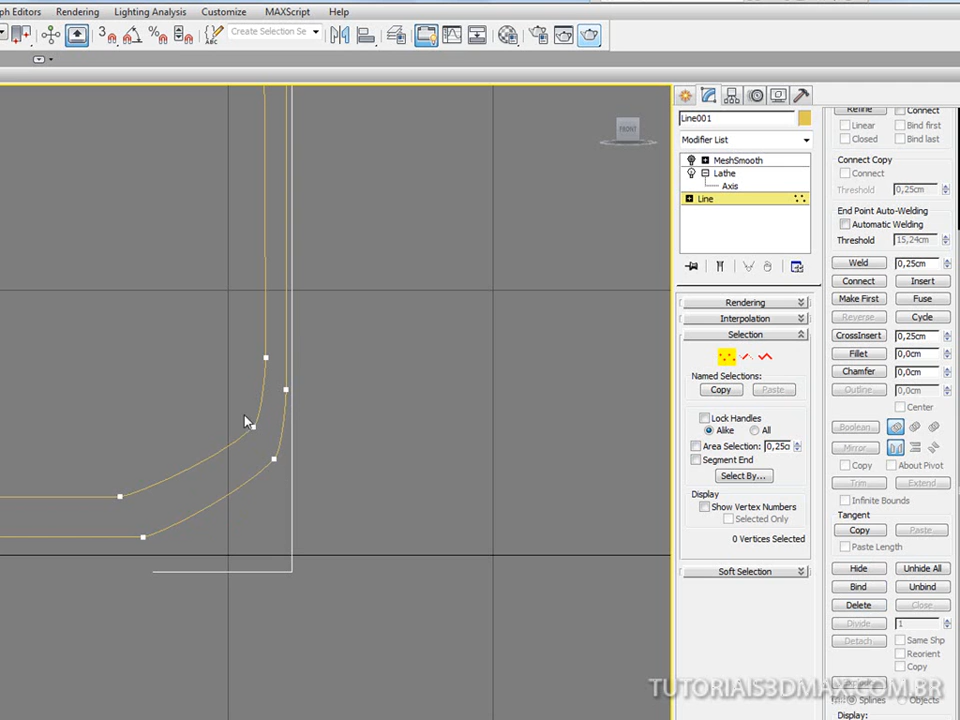 ph Editors Rendering Lighting Analysis Customize MAXScript Help
3 % ABC Create Selection Se
FRONT
Line001
Modifier List
MeshSmooth
Lathe
Axis
Line
Rendering
Interpolation
Selection
Named Selections:
Copy Paste
Lock Handles
Alike All
Area Selection: 0,25c
Segment End
Select By...
Display
Show Vertex Numbers
Selected Only
0 Vertices Selected
Soft Selection
Refine Connect
Linear Bind first
Closed Bind last
Connect Copy
Connect
Threshold 0,25cm
End Point Auto-Welding
Automatic Welding
Threshold 15,24cm
Weld 0,25cm
Connect Insert
Make First Fuse
Reverse Cycle
CrossInsert 0,25cm
Fillet 0,0cm
Chamfer 0,0cm
Outline 0,0cm
Center
Boolean
Mirror
Copy About Pivot
Trim Extend
Infinite Bounds
Tangent
Copy Paste
Paste Length
Hide Unhide All
Bind Unbind
Delete Close
Divide 1
Detach Same Shp
Reorient
Copy
Splines Objects
Display:
TUTORIAIS3DMAX.COM.BR